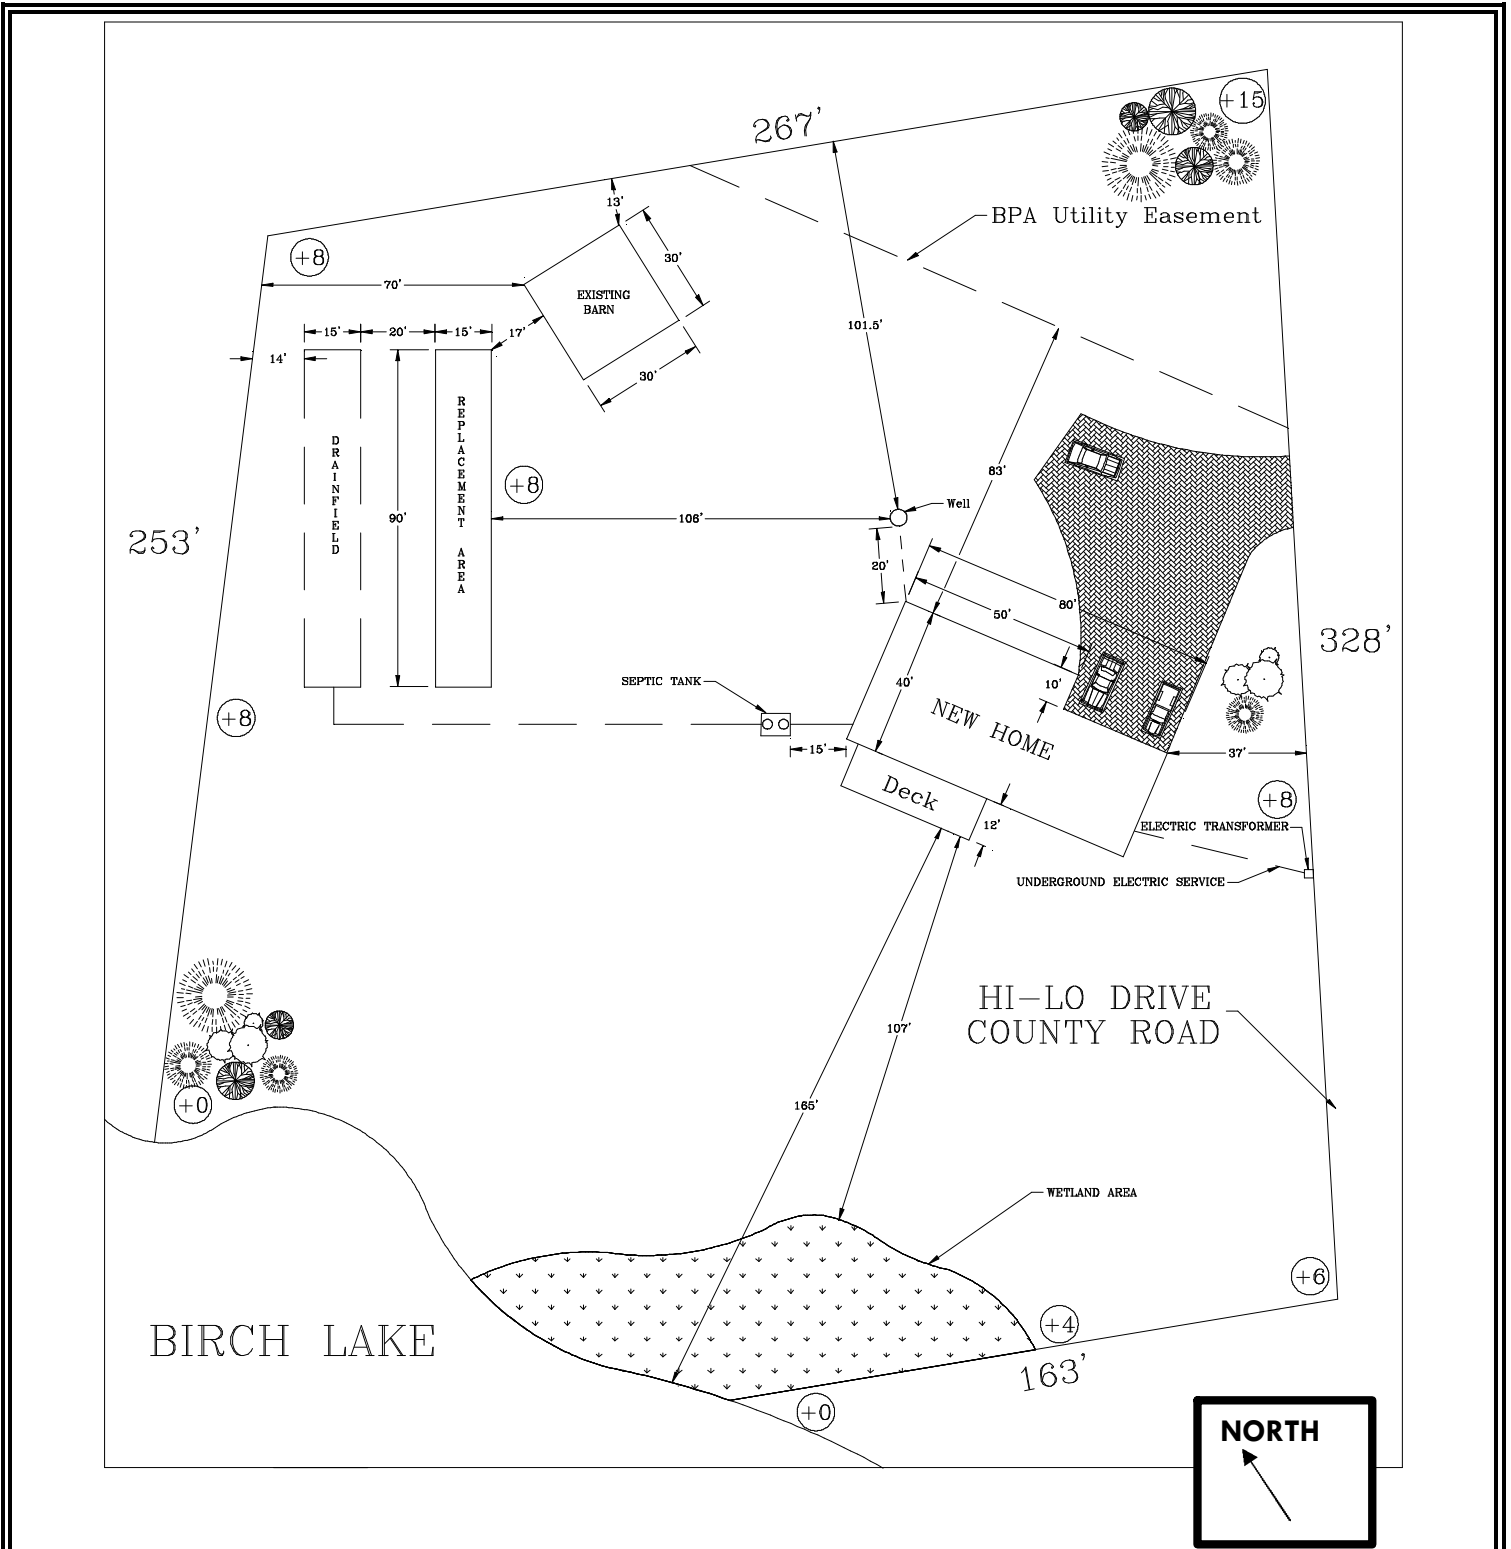 +15
267'
13'
BPA Utility Easement
+8
30'
70'
EXISTING
BARN
101.5'
15'
20'
15'
17'
14'
30'
REPLACEMENT AREA
DRAINFIELD
83'
+8
Well
90'
106'
253'
20'
80'
50'
328'
SEPTIC TANK
40'
10'
+8
NEW HOME
15'
37'
Deck
+8
12'
ELECTRIC TRANSFORMER
UNDERGROUND ELECTRIC SERVICE
HI-LO DRIVE
COUNTY ROAD
107'
+0
165'
WETLAND AREA
+6
+4
BIRCH LAKE
163'
+0
NORTH